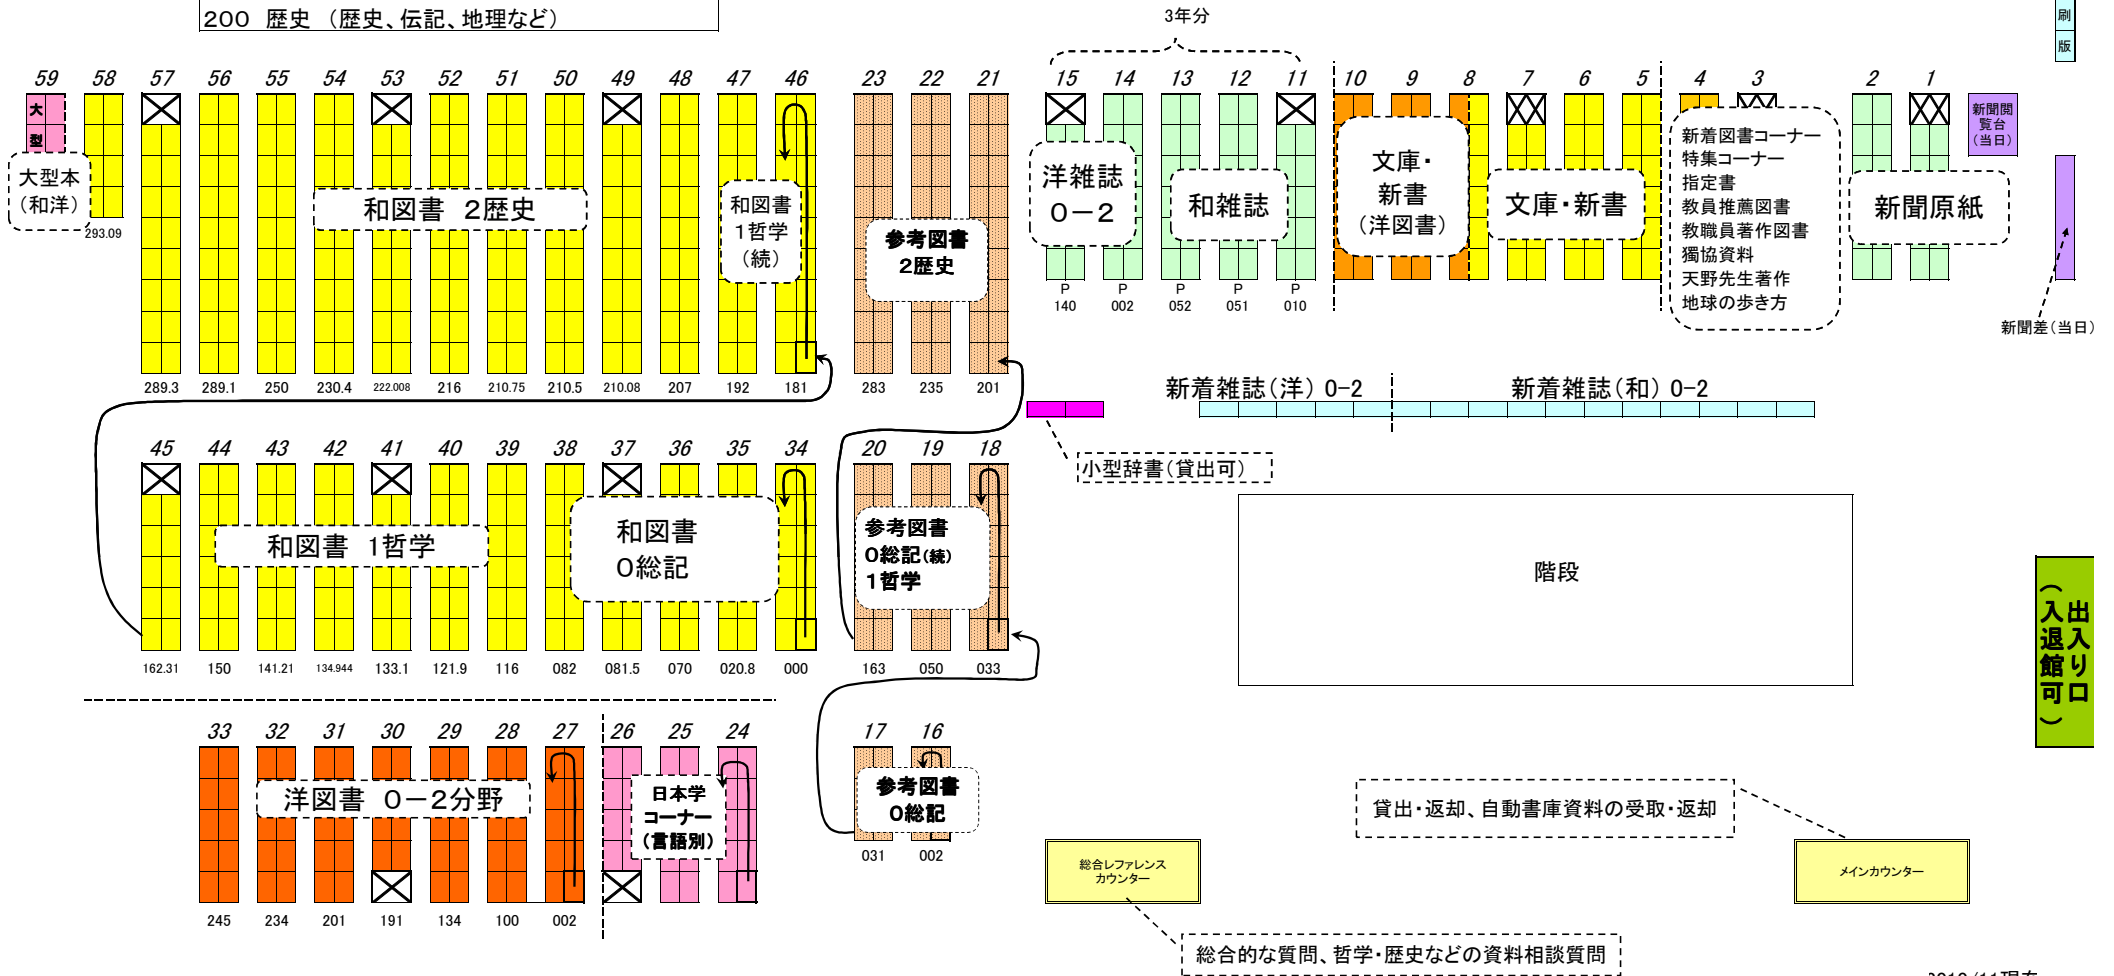 200 歴史 (歴史、伝記、地理など)
3年分
刷
版
59 58 57 56 55 54 53 52 51 50 49 48 47 46 23 22 21 15 14 13 12 11 10 9 8 7 6 5 4 3 2 1
大
型
大型本
(和洋)
293.09
和図書 2歴史
和図書
1哲学
(続)
参考図書
2歴史
洋雑誌
0-2
和雑誌
文庫・
新書
(洋図書)
文庫・新書
新着図書コーナー
特集コーナー
指定書
教員推薦図書
教職員著作図書
獨協資料
天野先生著作
地球の歩き方
新聞原紙
新聞閲
覧台
(当日)
新聞差(当日)
P P P P P
140 002 052 051 010
289.3 289.1 250 230.4 222.008 216 210.75 210.5 210.08 207 192 181 283 235 201
新着雑誌(洋) 0-2 新着雑誌(和) 0-2
小型辞書(貸出可)
45 44 43 42 41 40 39 38 37 36 35 34 20 19 18
和図書 1哲学
和図書
0総記
参考図書
0総記(続)
1哲学
階段
出入り口
(入退館可)
162.31 150 141.21 134.944 133.1 121.9 116 082 081.5 070 020.8 000 163 050 033
33 32 31 30 29 28 27 26 25 24 17 16
洋図書 0-2分野
日本学
コーナー
(言語別)
参考図書
0総記
031 002
245 234 201 191 134 100 002
貸出・返却、自動書庫資料の受取・返却
総合レファレンス
カウンター
メインカウンター
総合的な質問、哲学・歴史などの資料相談質問